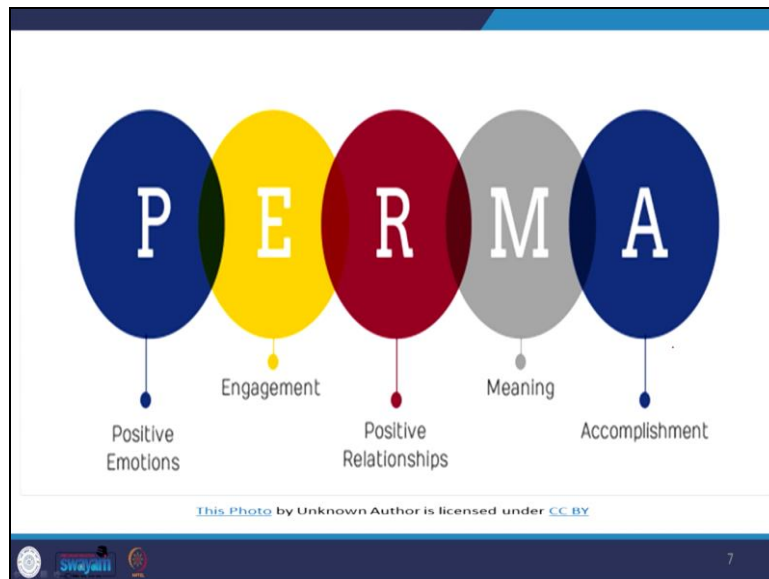 P E R M A
Engagement
Meaning
Positive
Emotions
Positive
Relationships
Accomplishment
This Photo by Unknown Author is licensed under CC BY
swayam
7